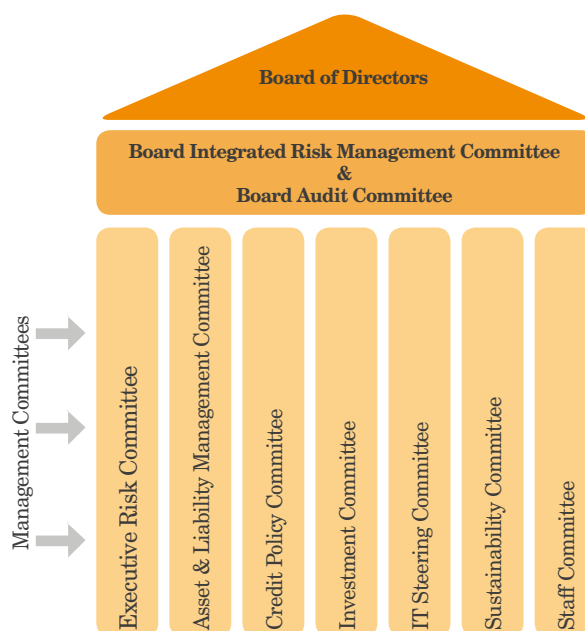 Board of Directors
Board Integrated Risk Management Committee
&
Board Audit Committee
Management Committees
Executive Risk Committee
Asset & Liability Management Committee
Credit Policy Committee
Investment Committee
IT Steering Committee
Sustainability Committee
Staff Committee